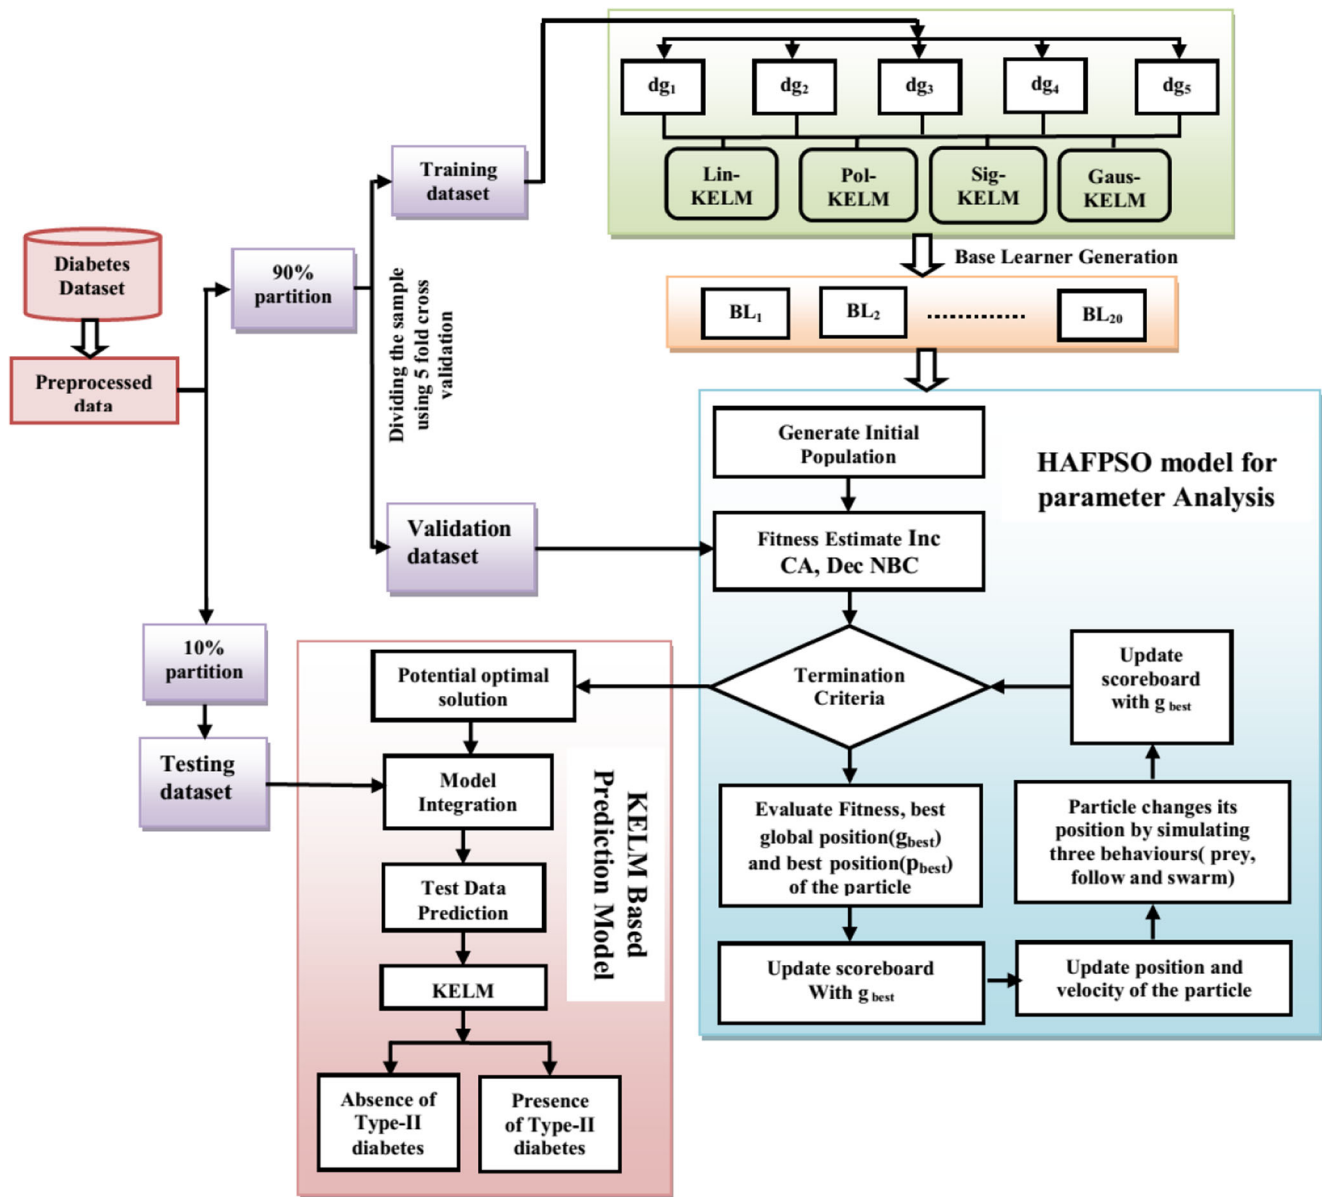 dg1
dg2
dg3
dg4
dg5
Training
dataset
Lin-
KELM
Pol-
KELM
Sig-
KELM
Gaus-
KELM
Diabetes
Dataset
90%
partition
Base Learner Generation
Dividing the sample
using 5 fold cross
validation
BL1
BL2
..............
BL20
Preprocessed
data
Generate Initial
Population
HAFPSO model for
parameter Analysis
Validation
dataset
Fitness Estimate Inc
CA, Dec NBC
10%
partition
Potential optimal
solution
Termination
Criteria
Update
scoreboard
with g best
Testing
dataset
Model
Integration
KELM Based
Prediction Model
Evaluate Fitness, best
global position(gbest)
and best position(pbest)
of the particle
Particle changes its
position by simulating
three behaviours( prey,
follow and swarm)
Test Data
Prediction
KELM
Update scoreboard
With g best
Update position and
velocity of the particle
Absence of
Type-II
diabetes
Presence
of Type-II
diabetes